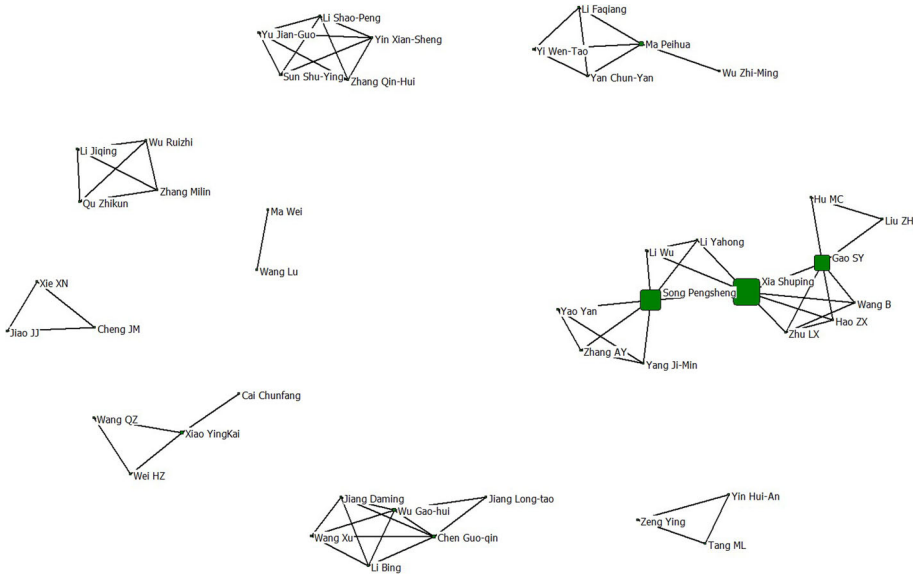 Li Shao-Peng
Yu Jian-Guo
Yin Xian-Sheng
Sun Shu-Ying
Zhang Qin-Hui
Li Faqiang
Yi Wen-Tao
Ma Peihua
Yan Chun-Yan
Wu Zhi-Ming
Wu Ruizhi
Li Jiqing
Zhang Milin
Qu Zhikun
Ma Wei
Wang Lu
Hu MC
Liu ZH
Li Yahong
Li Wu
Gao SY
Xia Shuping
Song Pengsheng
Wang B
Hao ZX
Zhu LX
Yao Yan
Zhang AY
Yang Ji-Min
Xie XN
Jiao JJ
Cheng JM
Cai Chunfang
Wang QZ
Xiao YingKai
Wei HZ
Jiang Daming
Jiang Long-tao
Wu Gao-hui
Wang Xu
Chen Guo-qin
Li Bing
Yin Hui-An
Zeng Ying
Tang ML